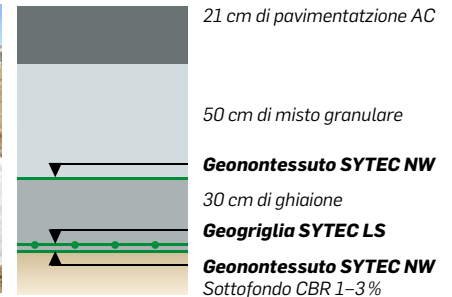 21 cm di pavimentatzione AC
50 cm di misto granulare
Geonontessuto SYTEC NW
30 cm di ghiaione
Geogriglia SYTEC LS
Geonontessuto SYTEC NW
Sottofondo CBR 1–3 %